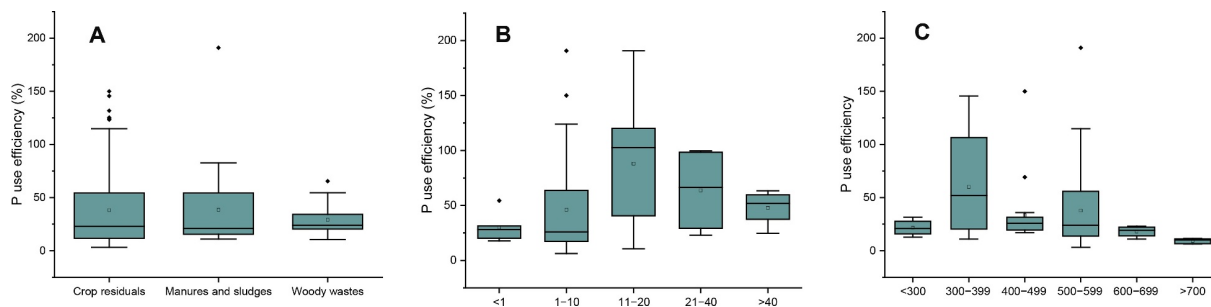 A
P use efficiency (%)
200
150
100
50
0
Crop residuals
Manures and sludges
Woody wastes
B
P use efficiency (%)
200
150
100
50
0
<1
1−10
11−20
21−40
>40
C
P use efficiency
200
150
100
50
0
<300
300−399
400−499
500−599
600−699
>700